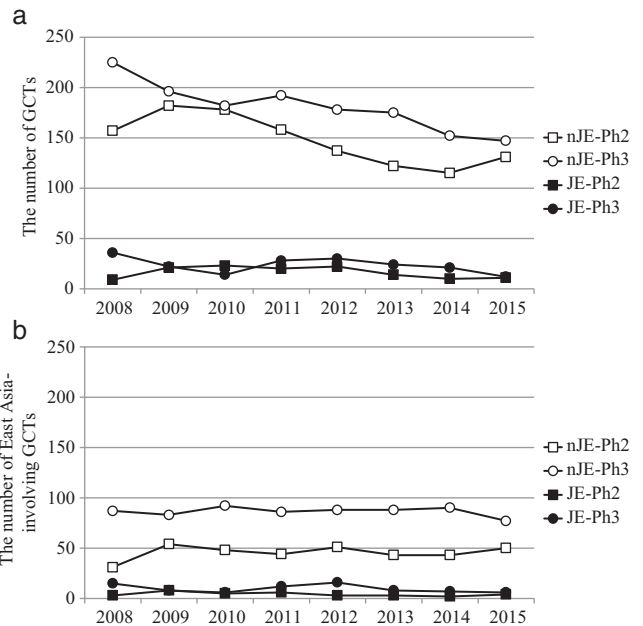 a
The number of GCTs
250
200
150
100
50
0
2008 2009 2010 2011 2012 2013 2014 2015
nJE-Ph2
nJE-Ph3
JE-Ph2
JE-Ph3
b
The number of East Asia-
involving GCTs
250
200
150
100
50
0
2008 2009 2010 2011 2012 2013 2014 2015
nJE-Ph2
nJE-Ph3
JE-Ph2
JE-Ph3